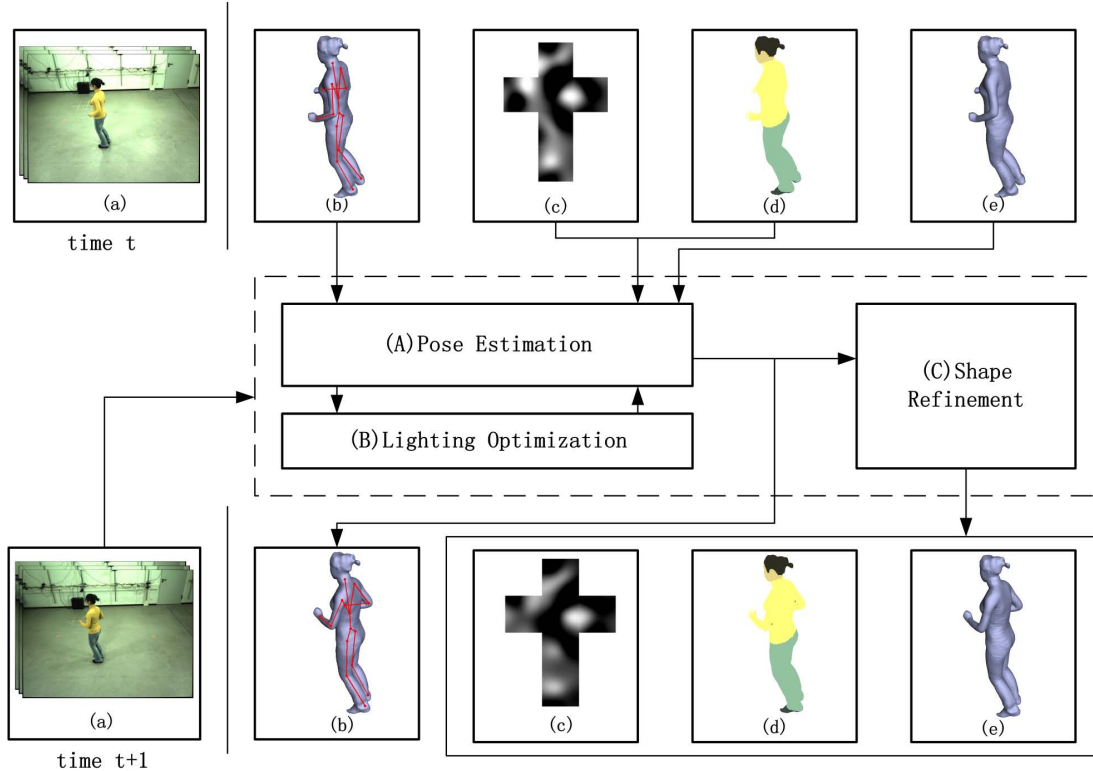 (a)
(b)
(c)
(d)
(e)
time t
(A)Pose Estimation
(B)Lighting Optimization
(C)Shape
Refinement
(a)
(b)
(c)
(d)
(e)
time t+1